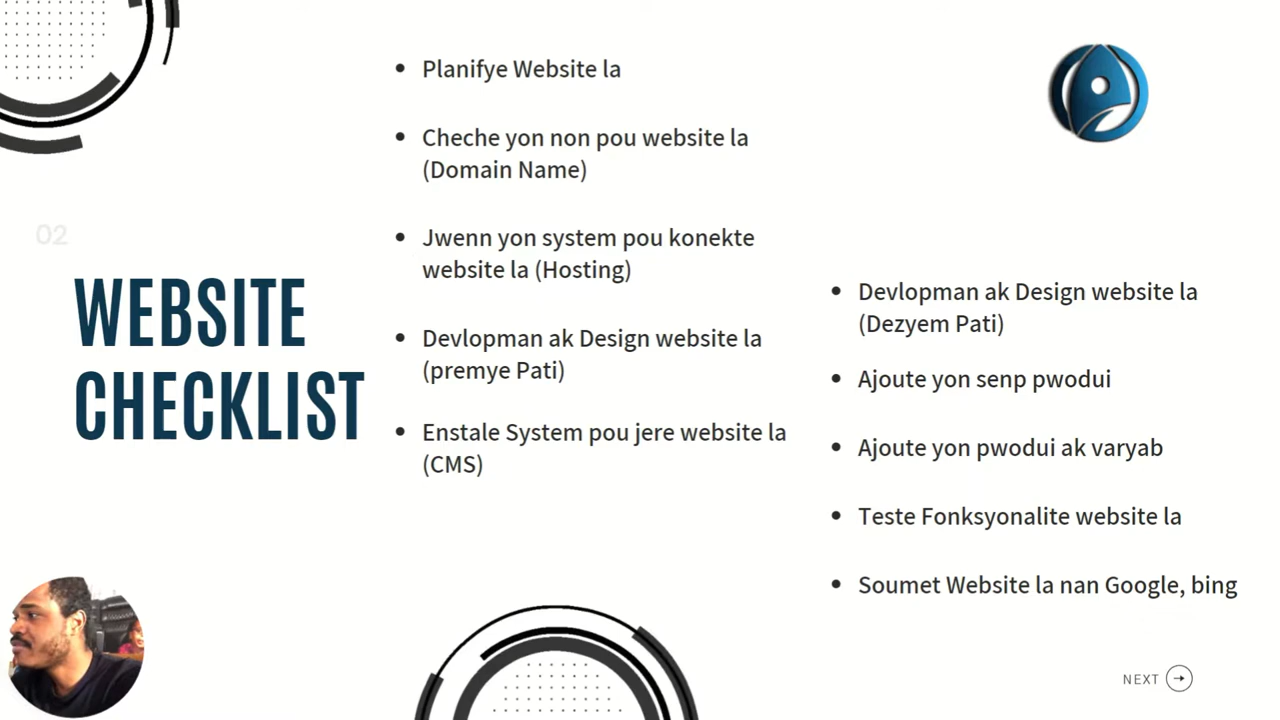 02
WEBSITE
CHECKLIST
Planifye Website la
Cheche yon non pou website la
(Domain Name)
Jwenn yon system pou konekte
website la (Hosting)
Devlopman ak Design website la
(premye Pati)
Enstale System pou jere website la
(CMS)
Devlopman ak Design website la
(Dezyem Pati)
Ajoute yon senp pwodui
Ajoute yon pwodui ak varyab
Teste Fonksyonalite website la
Soumet Website la nan Google, bing
NEXT